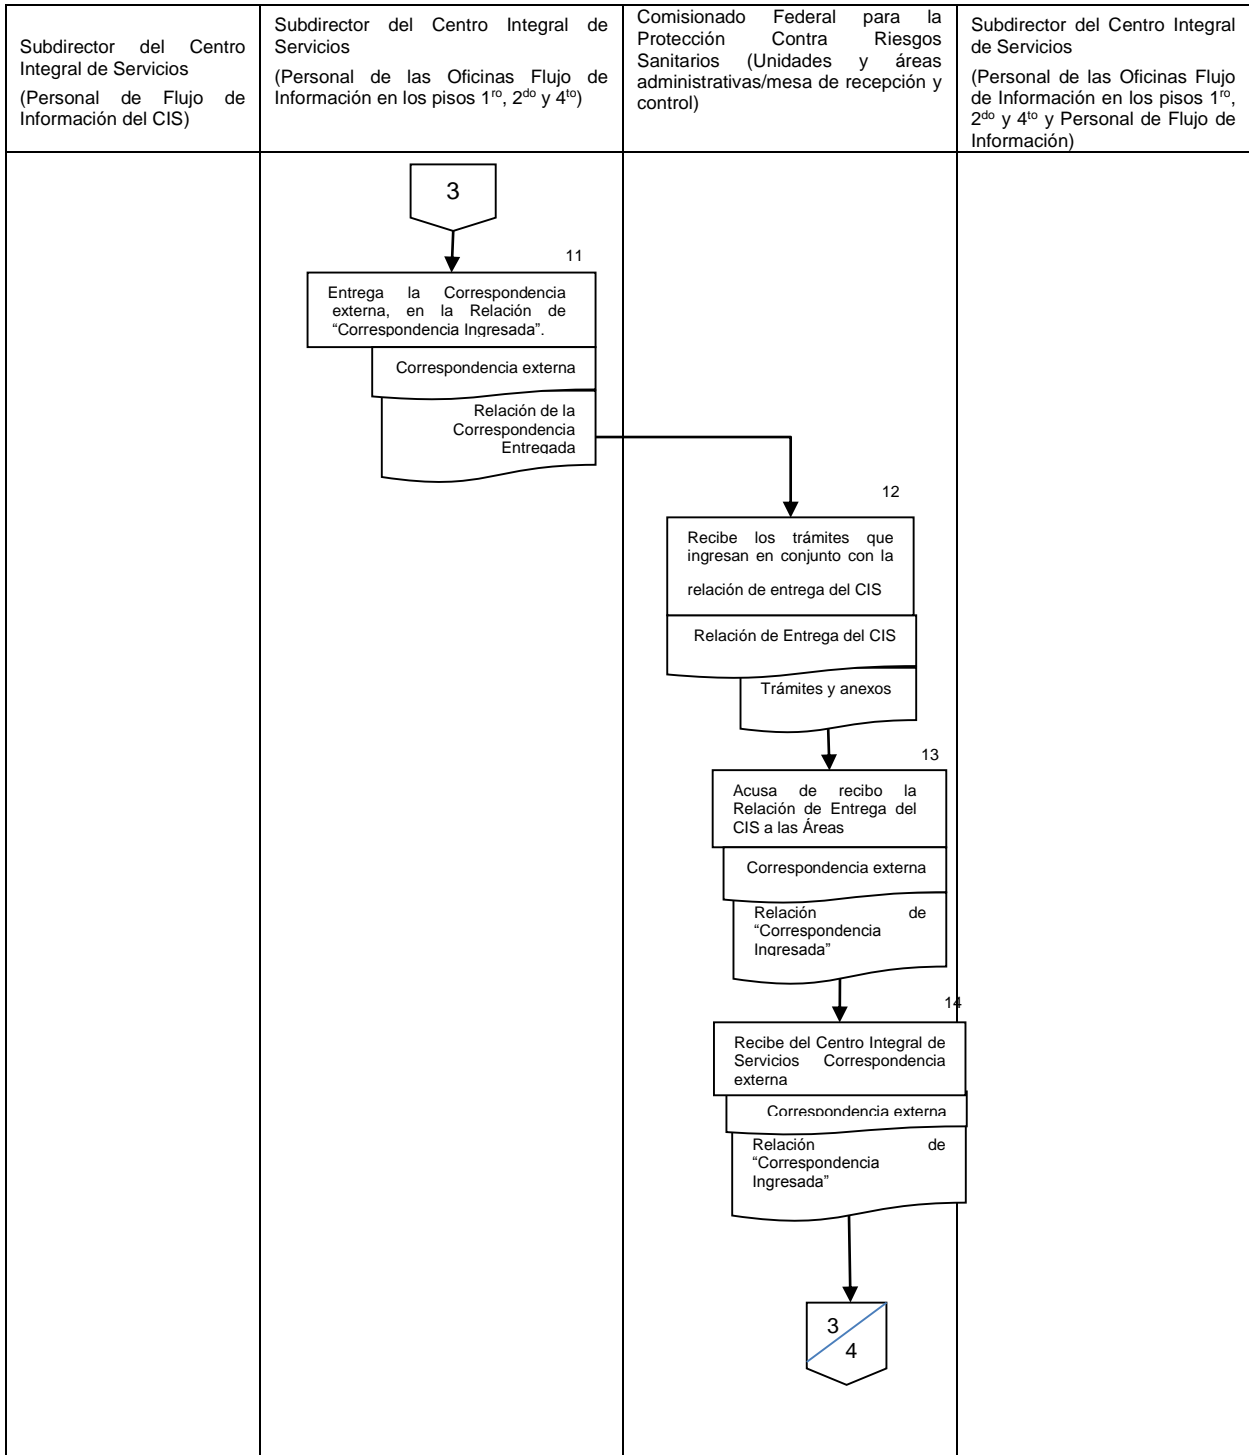 Subdirector del Centro
Integral de Servicios
(Personal de Flujo de
Información del CIS)
Subdirector del Centro Integral de
Servicios
(Personal de las Oficinas Flujo de
Información en los pisos 1ro, 2do y 4to)
Comisionado Federal para la
Protección Contra Riesgos
Sanitarios (Unidades y áreas
administrativas/mesa de recepción y
control)
Subdirector del Centro Integral
de Servicios
(Personal de las Oficinas Flujo
de Información en los pisos 1ro,
2do y 4to y Personal de Flujo de
Información)
3
11
Entrega la Correspondencia
externa, en la Relación de
“Correspondencia Ingresada”.
Correspondencia externa
Relación de la
Correspondencia
Entregada
12
Recibe los trámites que
ingresan en conjunto con la
relación de entrega del CIS
Relación de Entrega del CIS
Trámites y anexos
13
Acusa de recibo la
Relación de Entrega del
CIS a las Áreas
Correspondencia externa
Relación de
“Correspondencia
Ingresada”
14
Recibe del Centro Integral de
Servicios Correspondencia
externa
Correspondencia externa
Relación de
“Correspondencia
Ingresada”
3
4